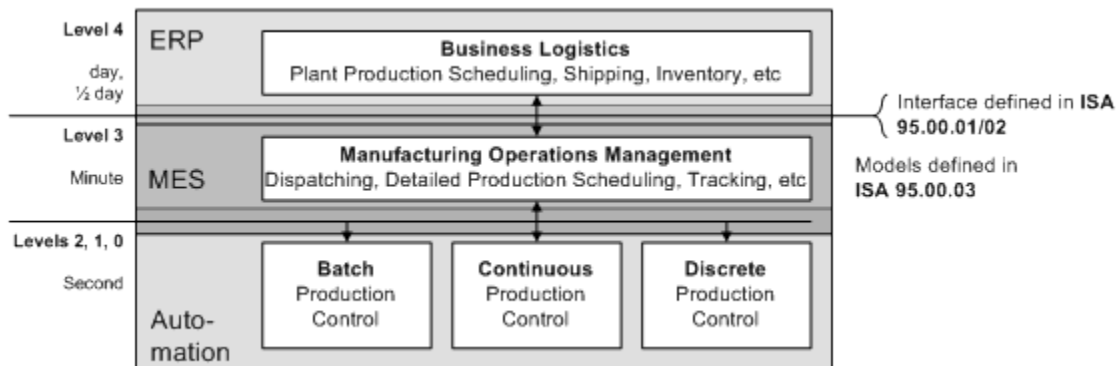 Level 4
day,
½ day
ERP
Business Logistics
Plant Production Scheduling, Shipping, Inventory, etc
Interface defined in ISA
95.00.01/02
Level 3
Minute
MES
Manufacturing Operations Management
Dispatching, Detailed Production Scheduling, Tracking, etc
Models defined in
ISA 95.00.03
Levels 2, 1, 0
Second
Auto-
mation
Batch
Production
Control
Continuous
Production
Control
Discrete
Production
Control